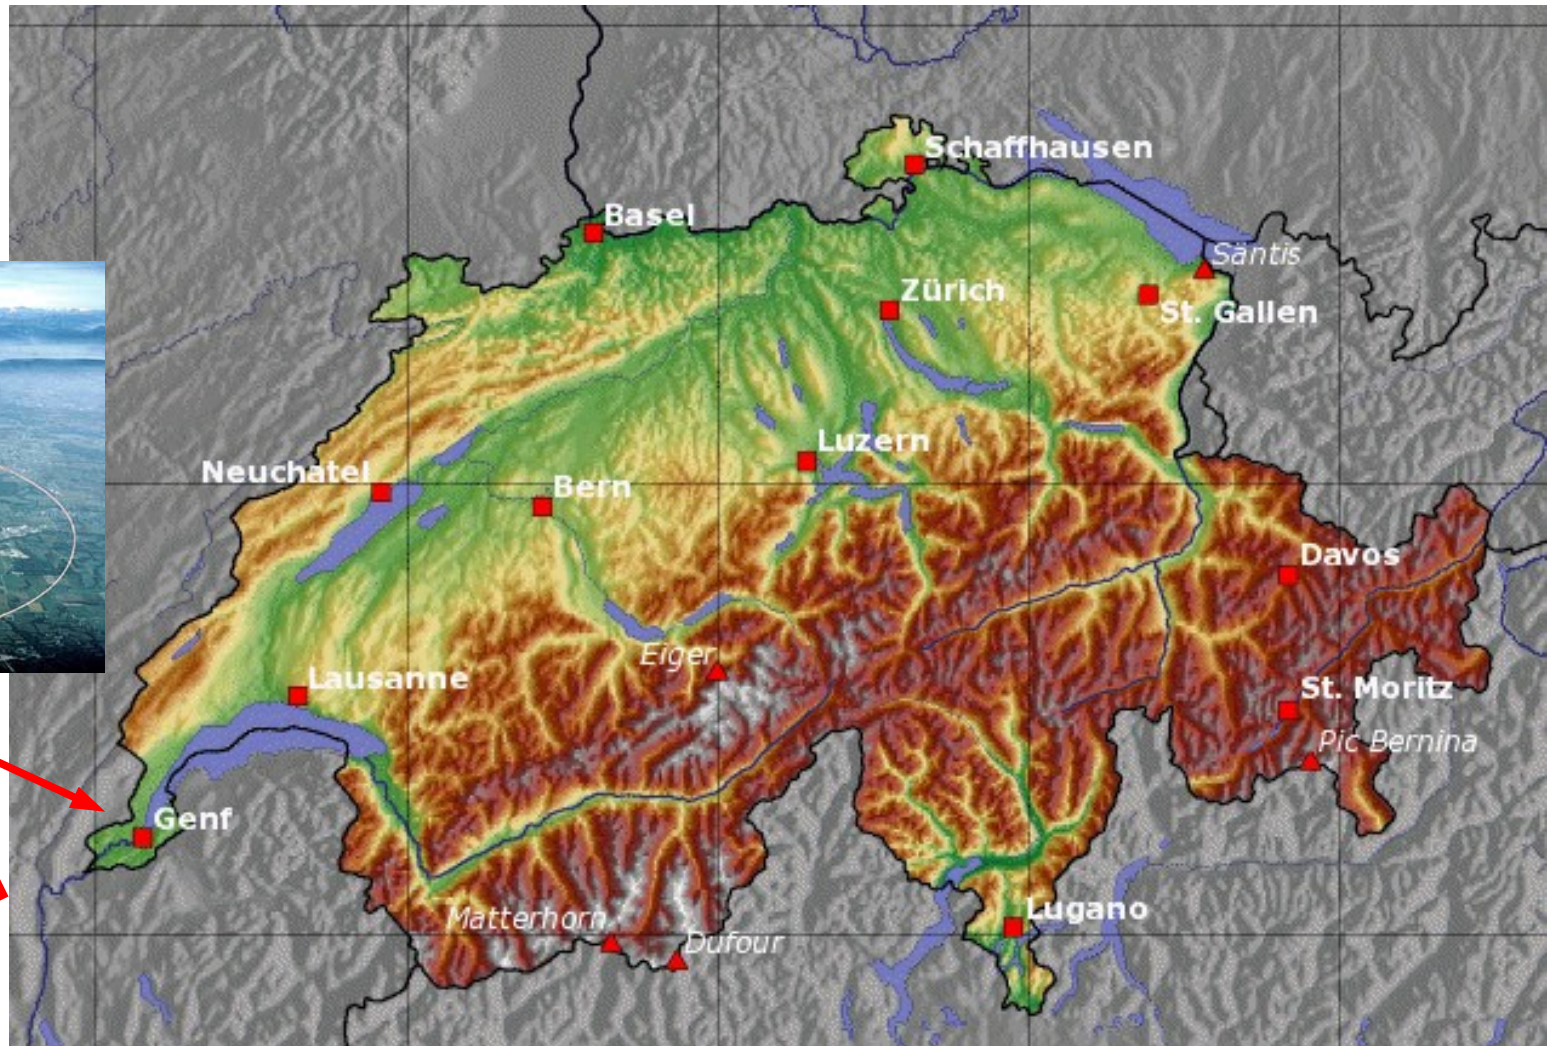 Schaffhausen
Basel
Säntis
Zürich
St. Gallen
Luzern
Neuchatel
Bern
Davos
Eiger
Lausanne
St. Moritz
Pic Bernina
Genf
Matterhorn
Lugano
Dufour